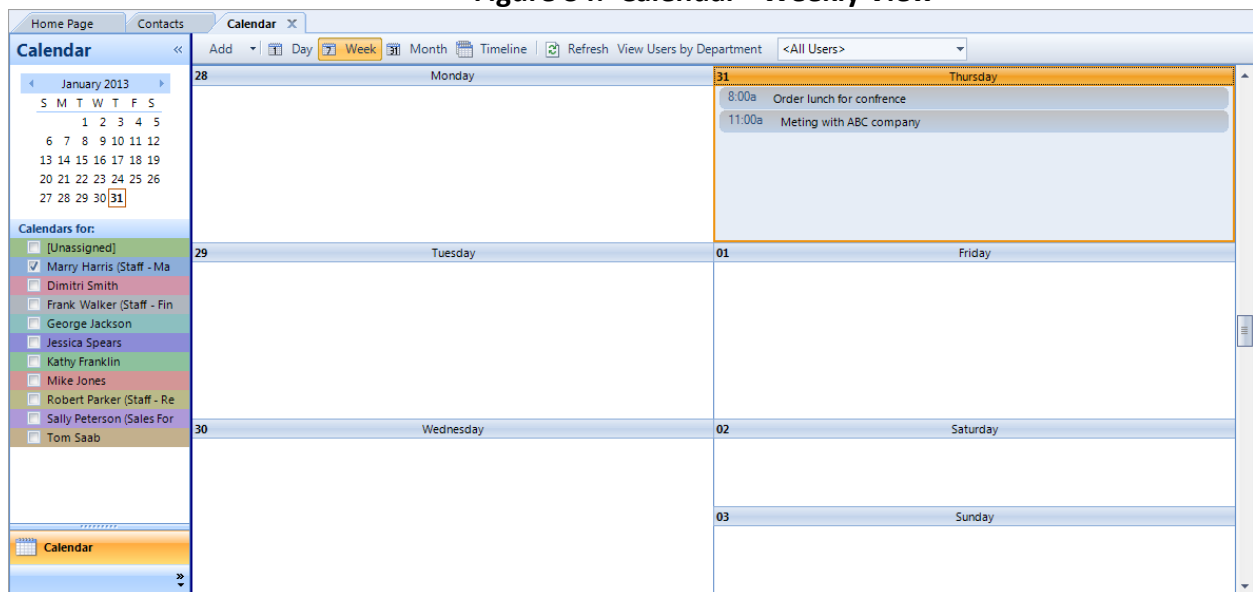 Home Page Contacts Calendar X
Calendar «
Add Day Week Month Timeline Refresh View Users by Department <All Users>
January 2013
S M T W T F S
1 2 3 4 5
6 7 8 9 10 11 12
13 14 15 16 17 18 19
20 21 22 23 24 25 26
27 28 29 30 31
Calendars for:
[Unassigned]
Marry Harris (Staff - Ma
Dimitri Smith
Frank Walker (Staff - Fin
George Jackson
Jessica Spears
Kathy Franklin
Mike Jones
Robert Parker (Staff - Re
Sally Peterson (Sales For
Tom Saab
Calendar
»
28 Monday
29 Tuesday
30 Wednesday
31 Thursday
8:00a Order lunch for confrence
11:00a Meting with ABC company
01 Friday
02 Saturday
03 Sunday